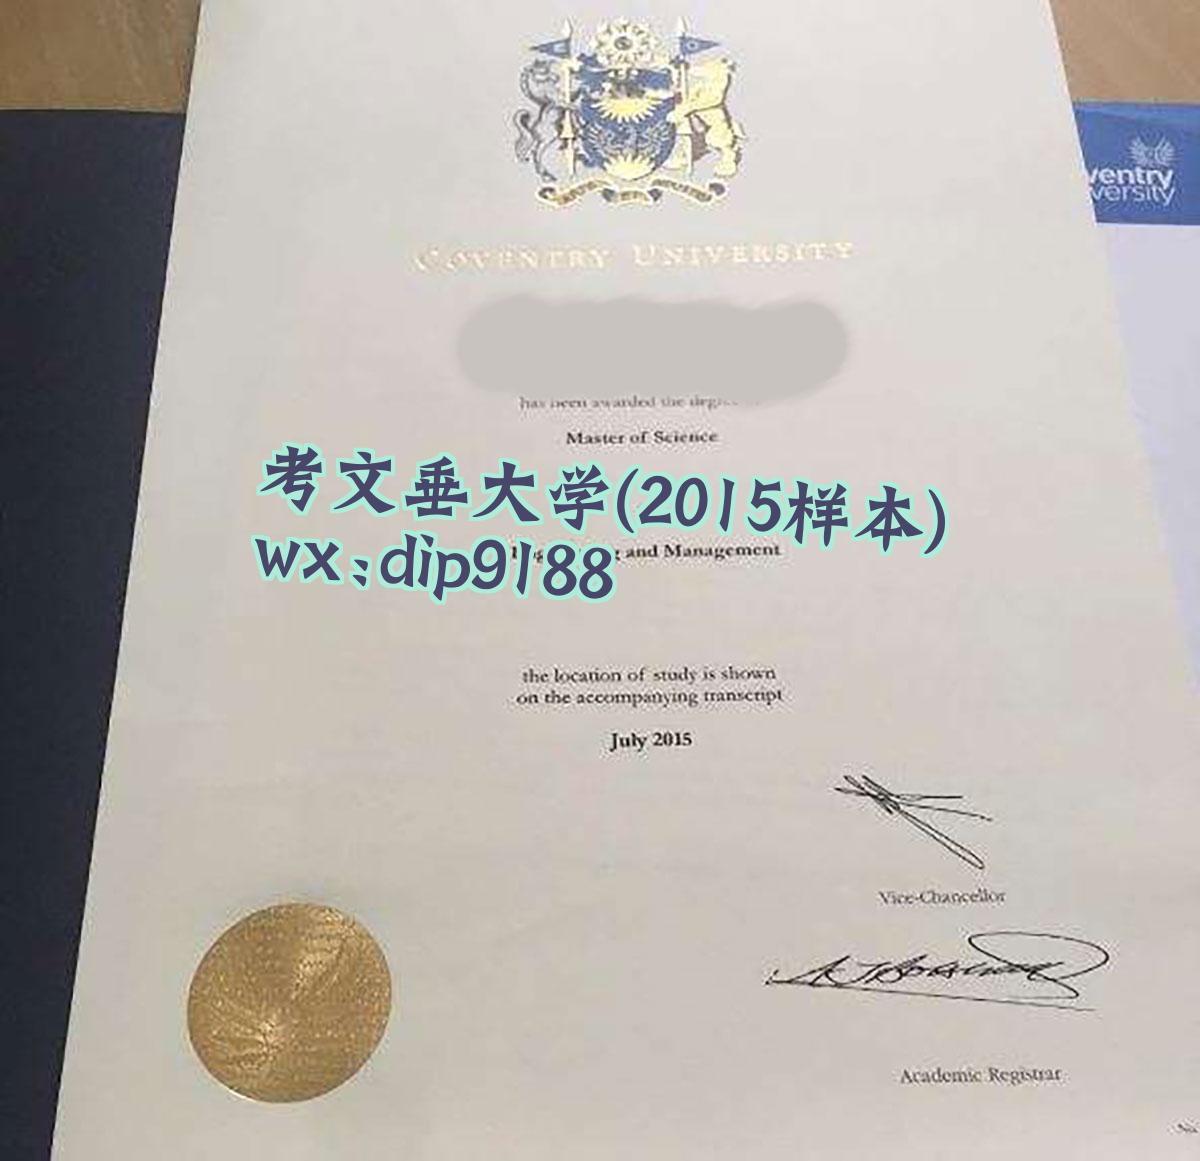 COVENTRY UNIVERSITY
ventry
versity
has been awarded the
Master of Science
考文垂大学(2015样本)
and Management
wx:dip9188
the location of study is shown
on the accompanying transcript
July 2015
Vice-Chancellor
Academic Registrar